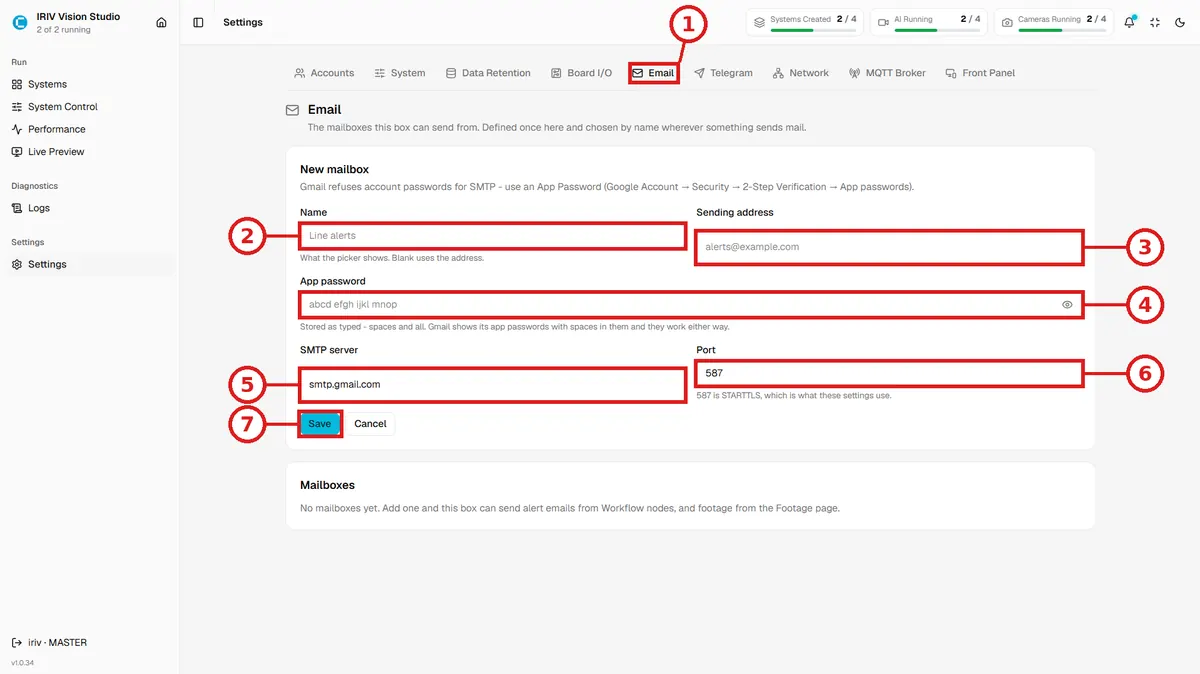 IRIV Vision Studio
2 of 2 running
Settings
1
Systems Created 2 / 4
AI Running 2 / 4
Cameras Running 2 / 4
Run
Systems
System Control
Performance
Live Preview
Diagnostics
Logs
Settings
Settings
Accounts
System
Data Retention
Board I/O
Email
Telegram
Network
MQTT Broker
Front Panel
Email
The mailboxes this box can send from. Defined once here and chosen by name wherever something sends mail.
New mailbox
Gmail refuses account passwords for SMTP - use an App Password (Google Account → Security → 2-Step Verification → App passwords).
Name
Sending address
2
Line alerts
alerts@example.com
3
What the picker shows. Blank uses the address.
App password
abcd efgh ijkl mnop
4
Stored as typed - spaces and all. Gmail shows its app passwords with spaces in them and they work either way.
SMTP server
Port
5
smtp.gmail.com
587
6
587 is STARTTLS, which is what these settings use.
7
Save
Cancel
Mailboxes
No mailboxes yet. Add one and this box can send alert emails from Workflow nodes, and footage from the Footage page.
iriv · MASTER
v1.0.34